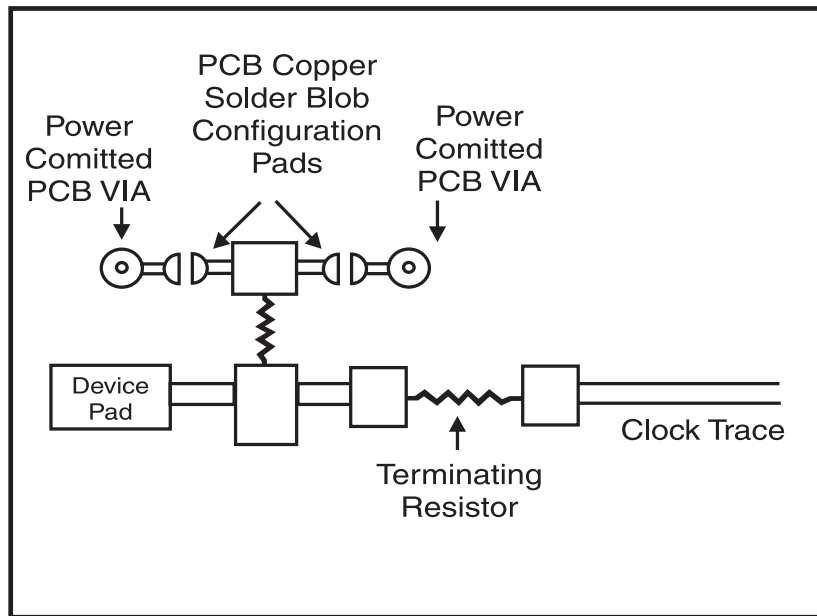 PCB Copper
Solder Blob
Configuration
Pads
Power
Comitted
PCB VIA
Power
Comitted
PCB VIA
Device
Pad
Clock Trace
Terminating
Resistor